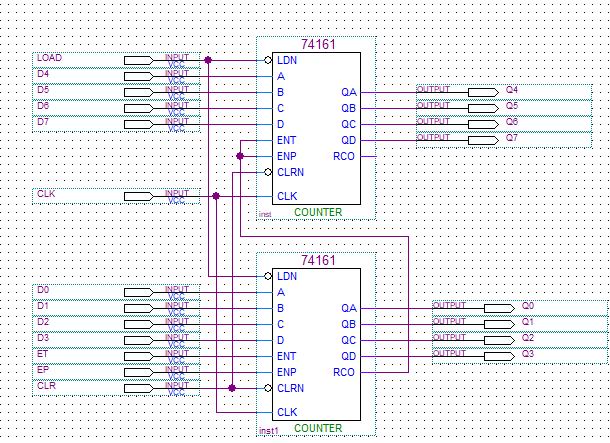 74161
LOAD INPUT VCC LDN
D4 INPUT VCC A
D5 INPUT VCC B QA OUTPUT Q4
D6 INPUT VCC C QB OUTPUT Q5
D7 INPUT VCC D QC OUTPUT Q6
ENT QD OUTPUT Q7
ENP RCO
CLRN
CLK INPUT VCC CLK
inst COUNTER
74161
LDN
D0 INPUT VCC A
D1 INPUT VCC B QA OUTPUT Q0
D2 INPUT VCC C QB OUTPUT Q1
D3 INPUT VCC D QC OUTPUT Q2
ET INPUT VCC ENT QD OUTPUT Q3
EP INPUT VCC ENP RCO
CLR INPUT VCC CLRN
CLK
inst1 COUNTER